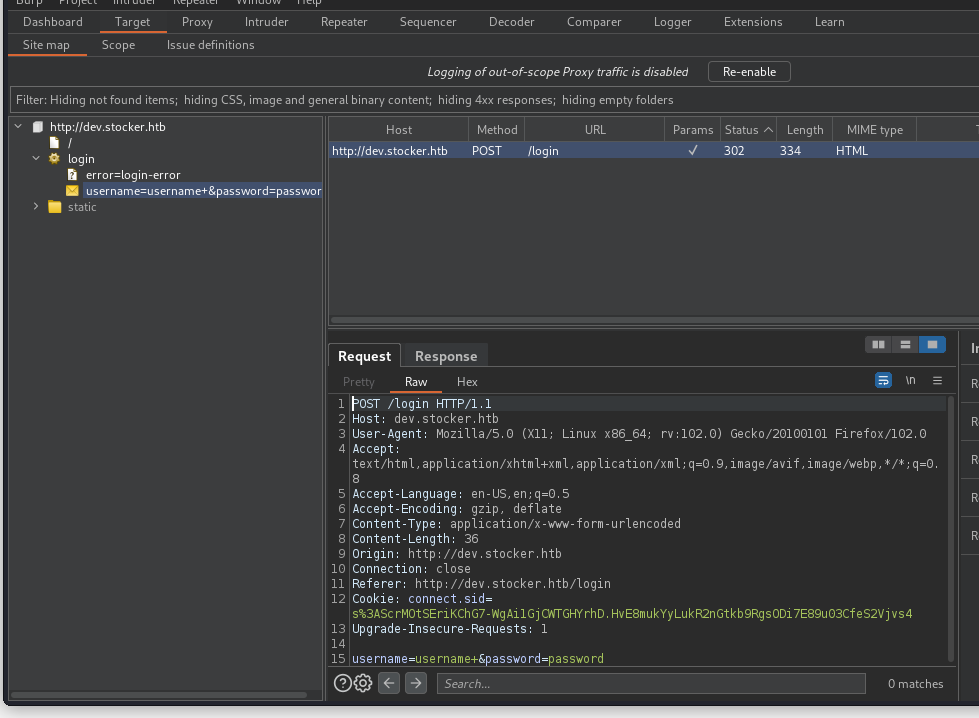 Burp Project Intruder Repeater Window Help
Dashboard Target Proxy Intruder Repeater Sequencer Decoder Comparer Logger Extensions Learn
Site map Scope Issue definitions
Logging of out-of-scope Proxy traffic is disabled Re-enable
Filter: Hiding not found items; hiding CSS, image and general binary content; hiding 4xx responses; hiding empty folders
http://dev.stocker.htb
/
login
error=login-error
username=username+&password=passwor
static
Host Method URL Params Status Length MIME type
http://dev.stocker.htb POST /login ✓ 302 334 HTML
Request Response
Pretty Raw Hex \n
1 POST /login HTTP/1.1
2 Host: dev.stocker.htb
3 User-Agent: Mozilla/5.0 (X11; Linux x86_64; rv:102.0) Gecko/20100101 Firefox/102.0
4 Accept:
text/html,application/xhtml+xml,application/xml;q=0.9,image/avif,image/webp,*/*;q=0.
8
5 Accept-Language: en-US,en;q=0.5
6 Accept-Encoding: gzip, deflate
7 Content-Type: application/x-www-form-urlencoded
8 Content-Length: 36
9 Origin: http://dev.stocker.htb
10 Connection: close
11 Referer: http://dev.stocker.htb/login
12 Cookie: connect.sid=
s%3AScrMOtSEriKChG7-WgAi1GjCWTGHYrhD.HvE8mukYyLukR2nGtkb9RgsODi7E89u03CfeS2Vjvs4
13 Upgrade-Insecure-Requests: 1
14
15 username=username+&password=password
Search... 0 matches